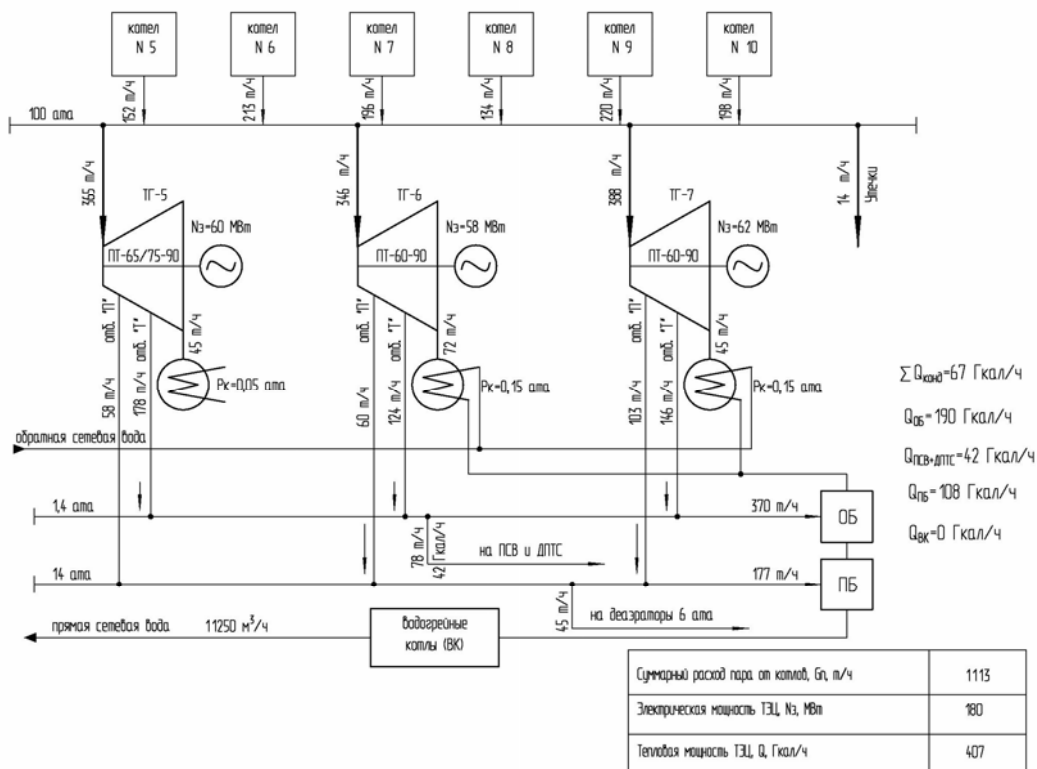 котел
N 5
котел
N 6
котел
N 7
котел
N 8
котел
N 9
котел
N 10
152 т/ч
213 т/ч
196 т/ч
134 т/ч
220 т/ч
198 т/ч
100 ата
365 т/ч
ТГ-5
Nэ=60 МВт
ПТ-65/75-90
346 т/ч
ТГ-6
Nэ=58 МВт
ПТ-60-90
388 т/ч
ТГ-7
Nэ=62 МВт
ПТ-60-90
14 т/ч
Утечки
отб. "П"
отб. "Т"
45 т/ч
отб. "П"
отб. "Т"
72 т/ч
отб. "П"
отб. "Т"
45 т/ч
58 т/ч
178 т/ч
Рк=0,05 ата
60 т/ч
124 т/ч
Рк=0,15 ата
103 т/ч
146 т/ч
Рк=0,15 ата
∑Qконд=67 Гкал/ч
QОБ=190 Гкал/ч
QПСВ+ДПТС=42 Гкал/ч
QПБ=108 Гкал/ч
QВК=0 Гкал/ч
обратная сетевая вода
1,4 ата
370 т/ч
ОБ
78 т/ч
42 Гкал/ч
на ПСВ и ДПТС
14 ата
177 т/ч
ПБ
45 т/ч
на деаэраторы 6 ата
прямая сетевая вода 11250 м³/ч
водогрейные
котлы (ВК)
Суммарный расход пара от котлов, Gп, т/ч 1113
Электрическая мощность ТЭЦ, Nэ, МВт 180
Тепловая мощность ТЭЦ, Q, Гкал/ч 407